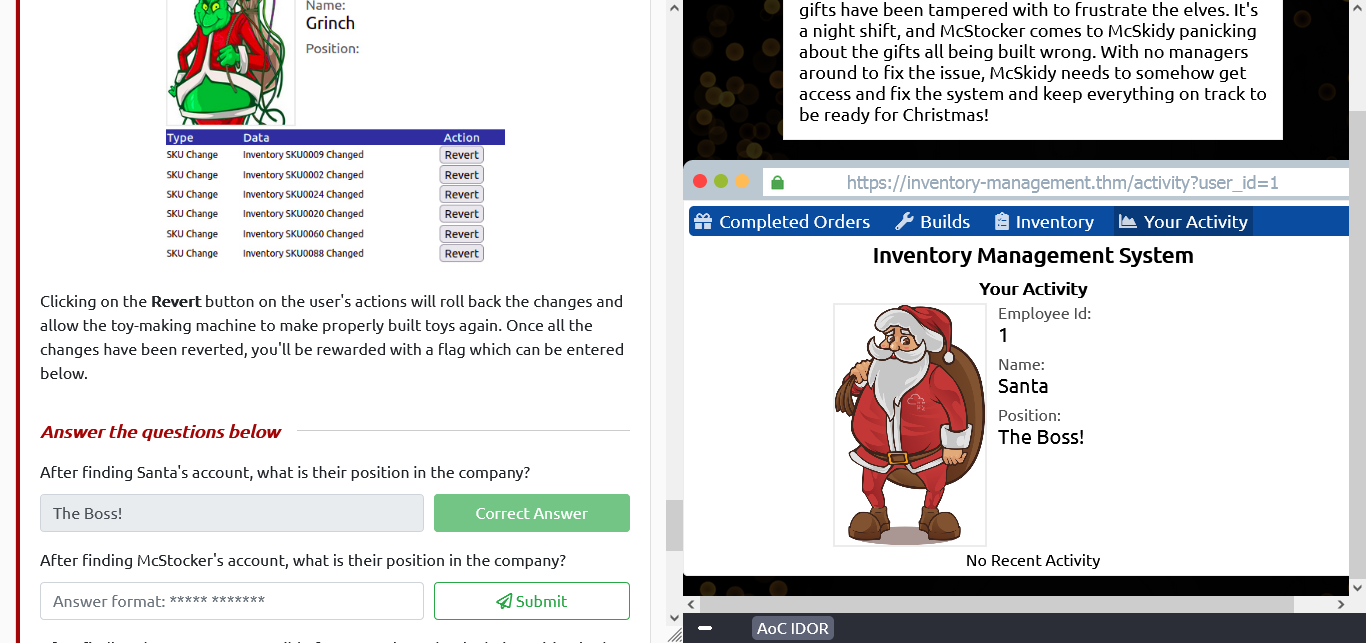 Name:
Grinch
Position:
Type Data Action
SKU Change Inventory SKU0009 Changed Revert
SKU Change Inventory SKU0002 Changed Revert
SKU Change Inventory SKU0024 Changed Revert
SKU Change Inventory SKU0020 Changed Revert
SKU Change Inventory SKU0060 Changed Revert
SKU Change Inventory SKU0088 Changed Revert
Clicking on the Revert button on the user's actions will roll back the changes and
allow the toy-making machine to make properly built toys again. Once all the
changes have been reverted, you'll be rewarded with a flag which can be entered
below.
Answer the questions below
After finding Santa's account, what is their position in the company?
The Boss! Correct Answer
After finding McStocker's account, what is their position in the company?
Answer format: ***** ******* Submit
gifts have been tampered with to frustrate the elves. It's
a night shift, and McStocker comes to McSkidy panicking
about the gifts all being built wrong. With no managers
around to fix the issue, McSkidy needs to somehow get
access and fix the system and keep everything on track to
be ready for Christmas!
https://inventory-management.thm/activity?user_id=1
Completed Orders Builds Inventory Your Activity
Inventory Management System
Your Activity
Employee Id:
1
Name:
Santa
Position:
The Boss!
No Recent Activity
AoC IDOR